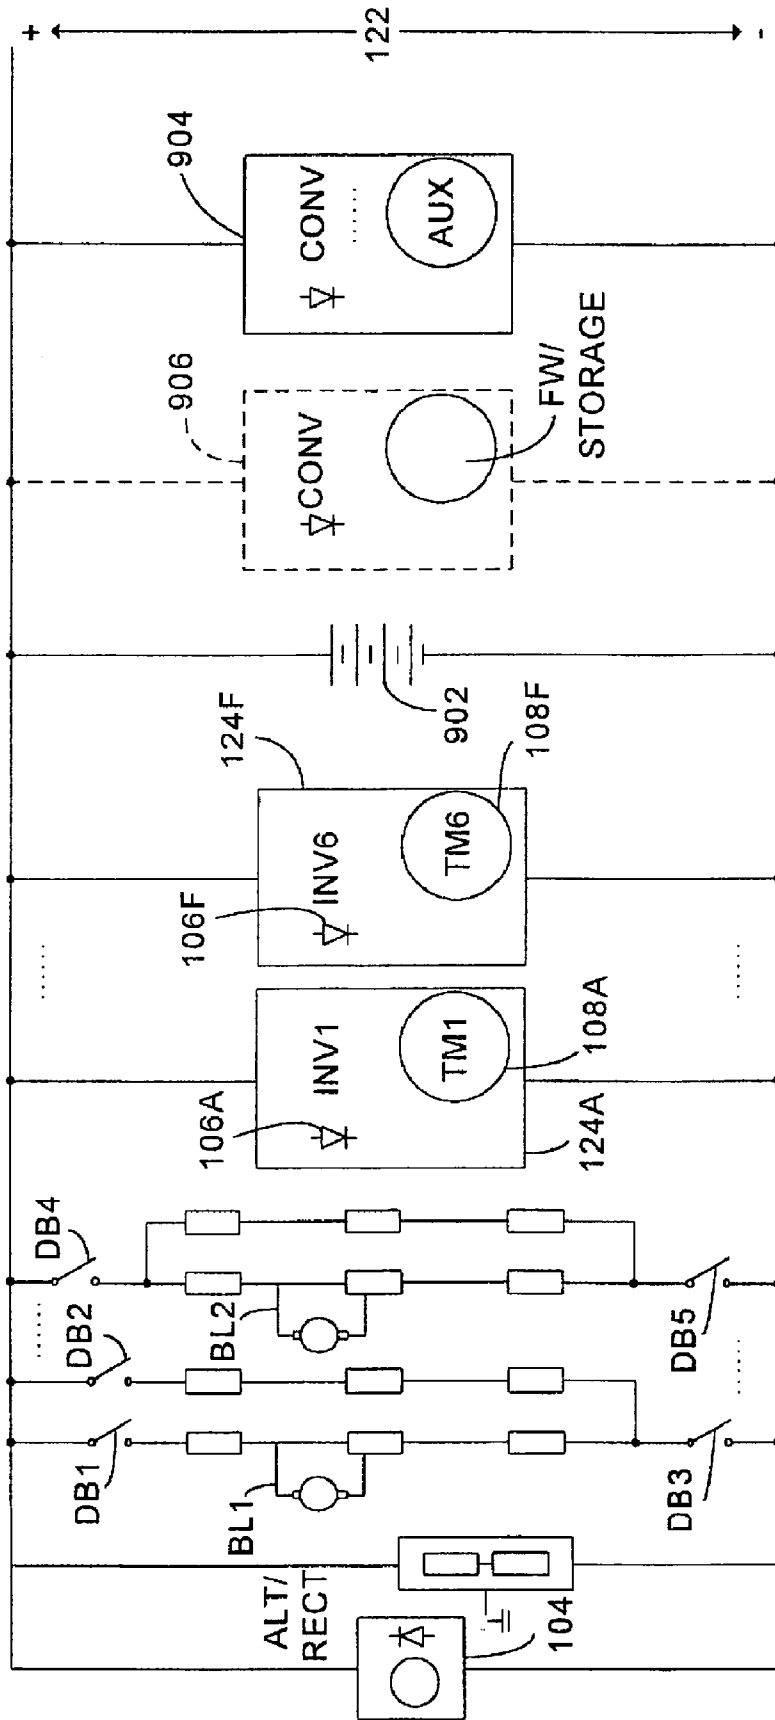 +
122
-
904
CONV
......
AUX
906
CONV
FW/
STORAGE
902
124F
106F
INV6
TM6
108F
......
......
106A
INV1
TM1
108A
124A
DB4
DB2
......
BL2
DB5
......
DB1
BL1
DB3
ALT/
RECT
104